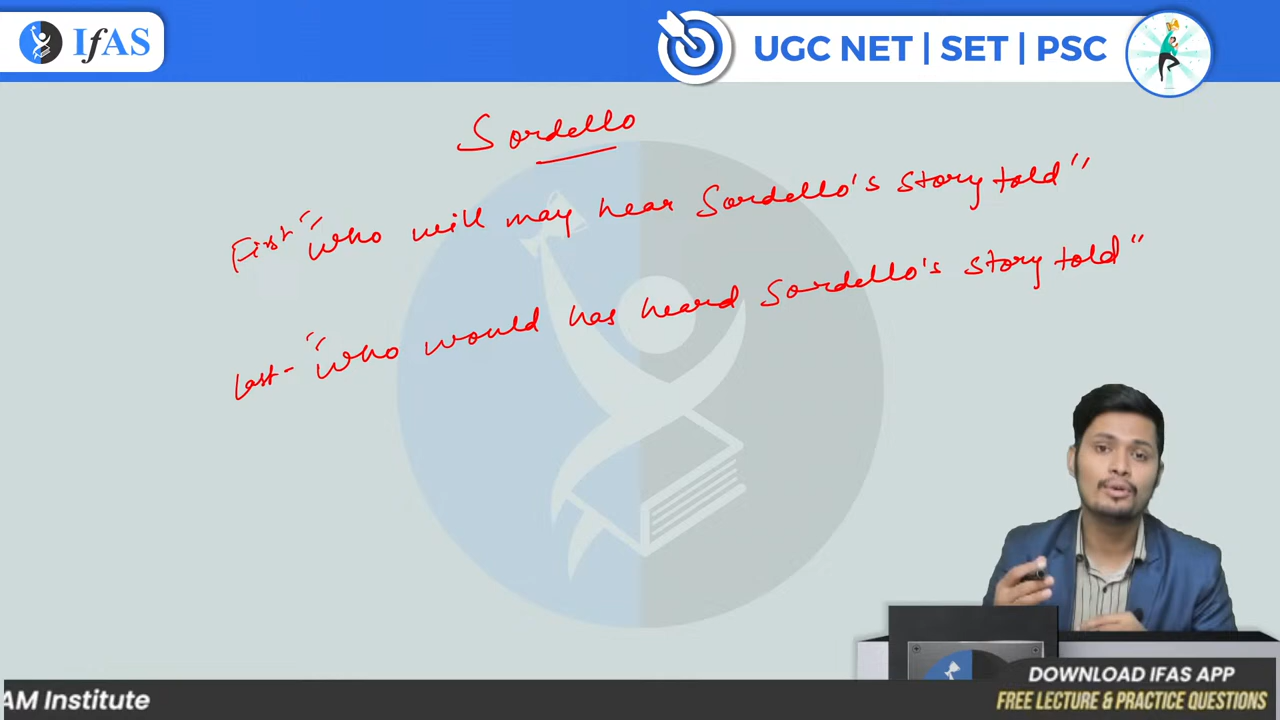 IfAS
UGC NET | SET | PSC
Sordello
First "who will may hear Sordello's story told"
Last- "who would has heard Sordello's story told"
DOWNLOAD IFAS APP
AM Institute
FREE LECTURE & PRACTICE QUESTIONS